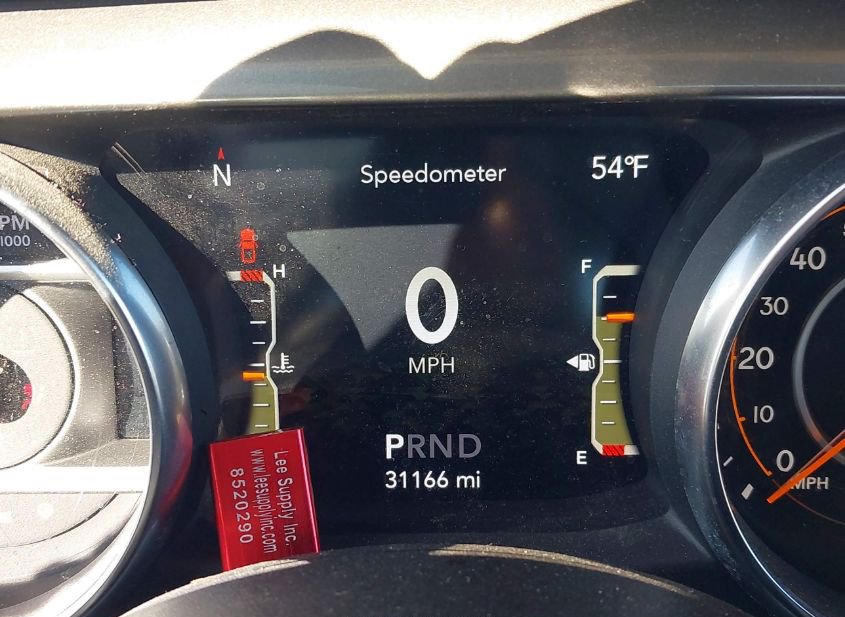 N
Speedometer
54°F
PM
1000
H
F
0
MPH
E
PRND
31166 mi
40
30
20
10
0
MPH
Lee Supply Inc.
www.leesupplyinc.com
8520290